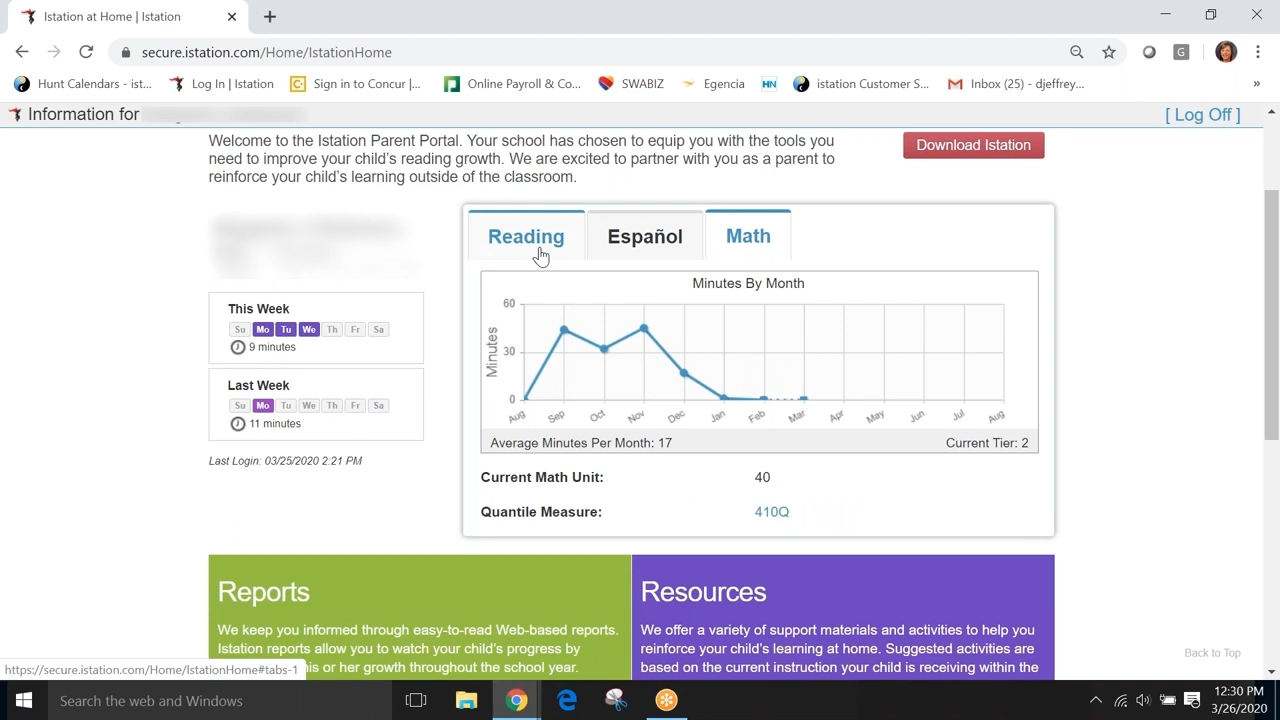 Istation at Home | Istation
secure.istation.com/Home/IstationHome
Hunt Calendars - ist...
Log In | Istation
Sign in to Concur |...
Online Payroll & Co...
SWABIZ
Egencia
HN
istation Customer S...
Inbox (25) - djeffrey...
»
G
Information for
[ Log Off ]
Welcome to the Istation Parent Portal. Your school has chosen to equip you with the tools you
need to improve your child's reading growth. We are excited to partner with you as a parent to
reinforce your child's learning outside of the classroom.
Download Istation
Reading
Español
Math
This Week
Su Mo Tu We Th Fr Sa
9 minutes
Last Week
Su Mo Tu We Th Fr Sa
11 minutes
Last Login: 03/25/2020 2:21 PM
Minutes By Month
Minutes
60
30
0
Aug Sep Oct Nov Dec Jan Feb Mar Apr May Jun Jul Aug
Average Minutes Per Month: 17
Current Tier: 2
Current Math Unit: 40
Quantile Measure: 410Q
Reports
We keep you informed through easy-to-read Web-based reports.
Istation reports allow you to watch your child's progress by
his or her growth throughout the school year.
Resources
We offer a variety of support materials and activities to help you
reinforce your child's learning at home. Suggested activities are
based on the current instruction your child is receiving within the
Back to Top
https://secure.istation.com/Home/IstationHome#tabs-1
Search the web and Windows
12:30 PM
3/26/2020